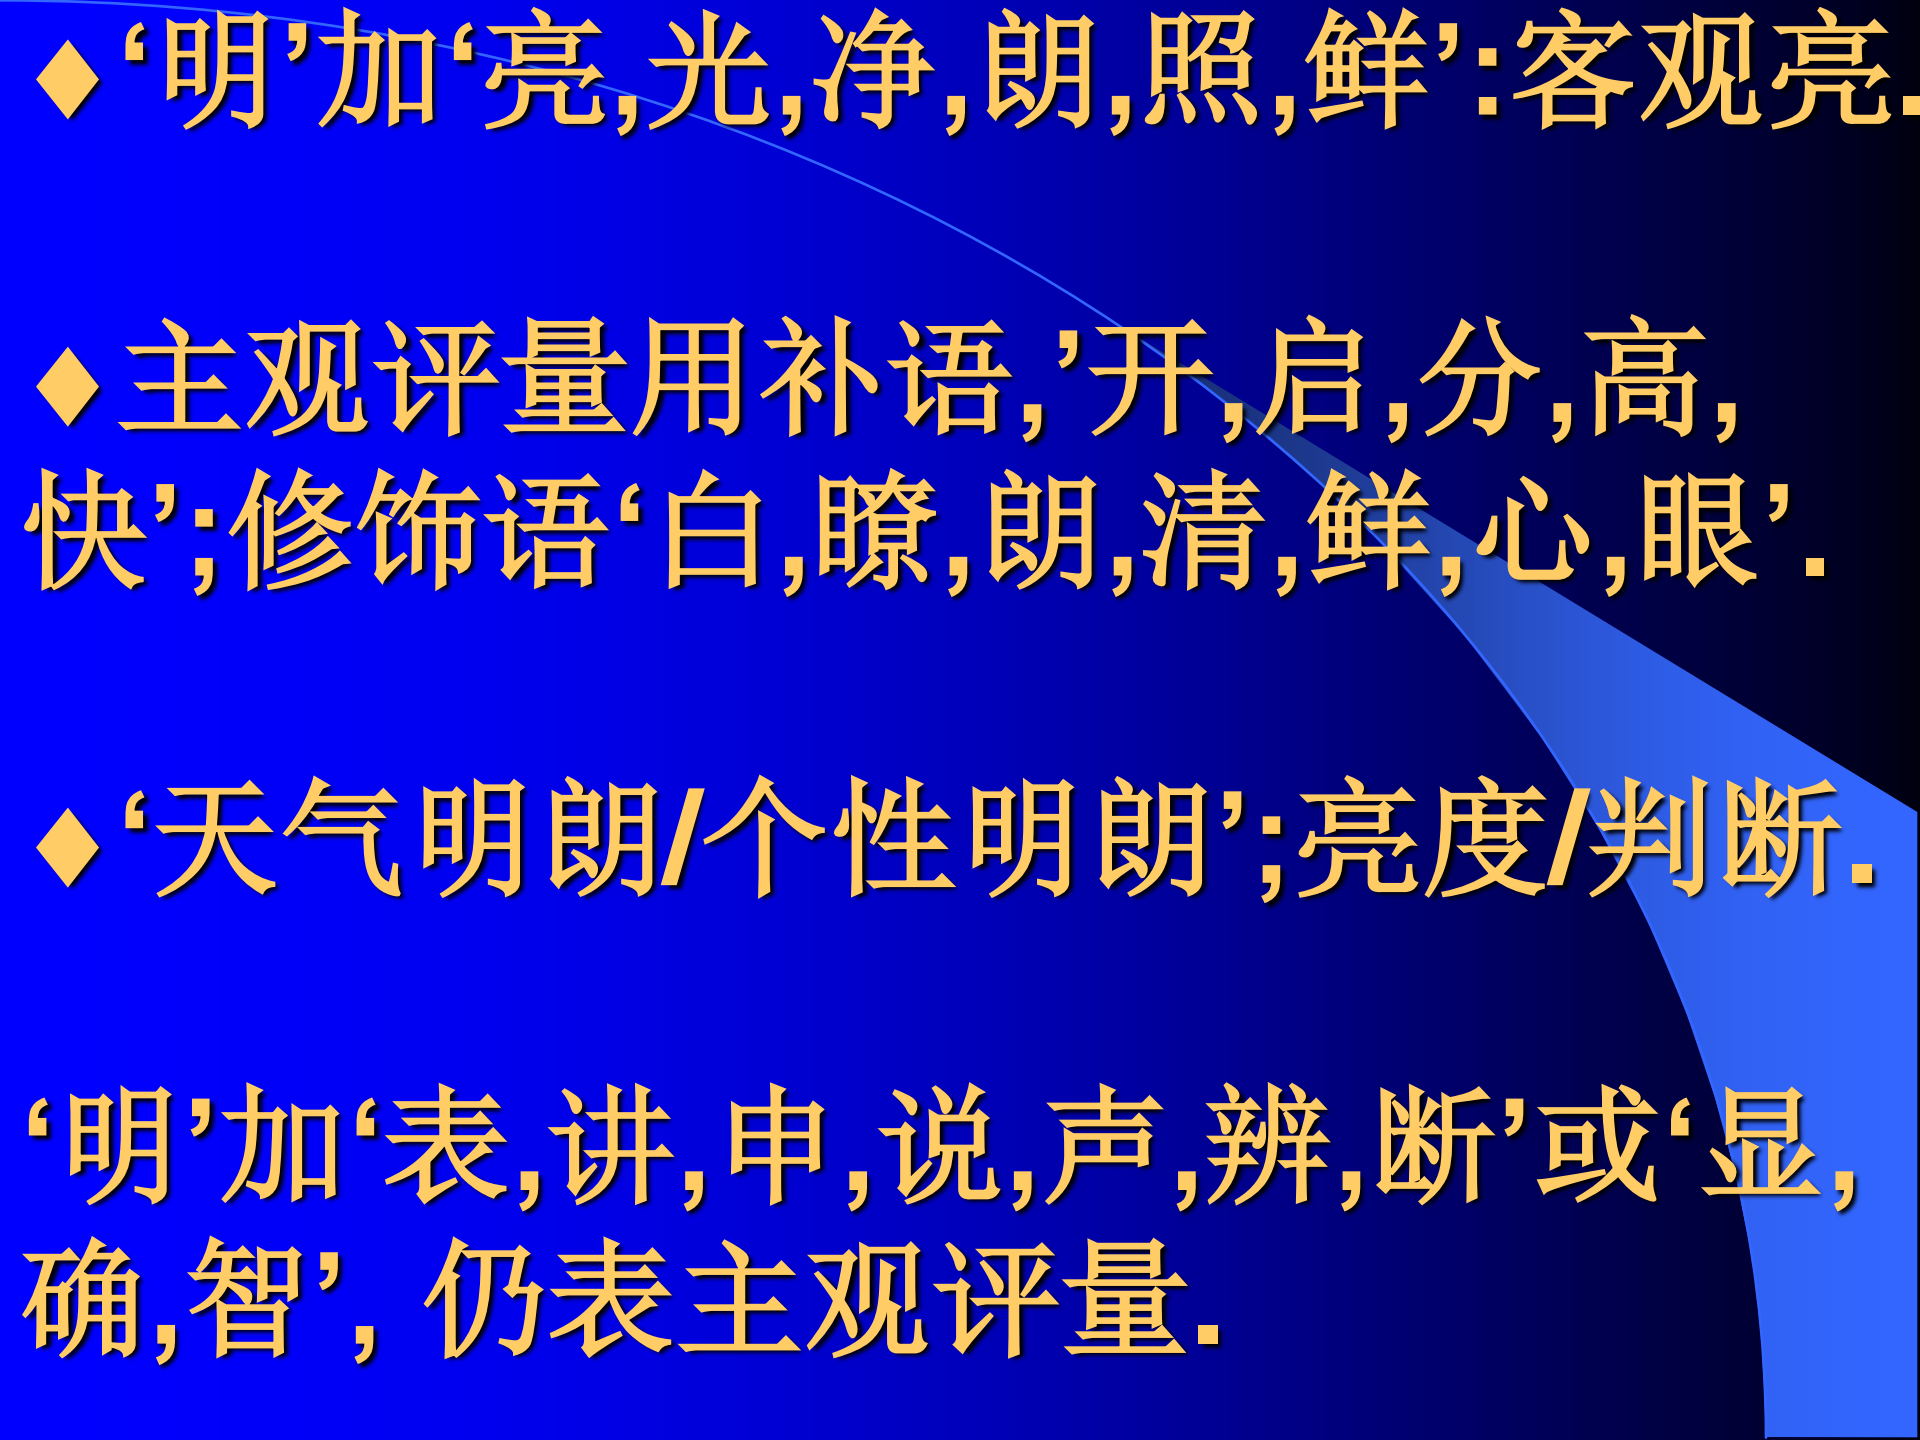 ◆‘明’加‘亮,光,净,朗,照,鲜’:客观亮.
◆主观评量用补语,’开,启,分,高,
快’;修饰语‘白,瞭,朗,清,鲜,心,眼’.
◆‘天气明朗/个性明朗’;亮度/判断.
‘明’加‘表,讲,申,说,声,辨,断’或‘显,
确,智’, 仍表主观评量.